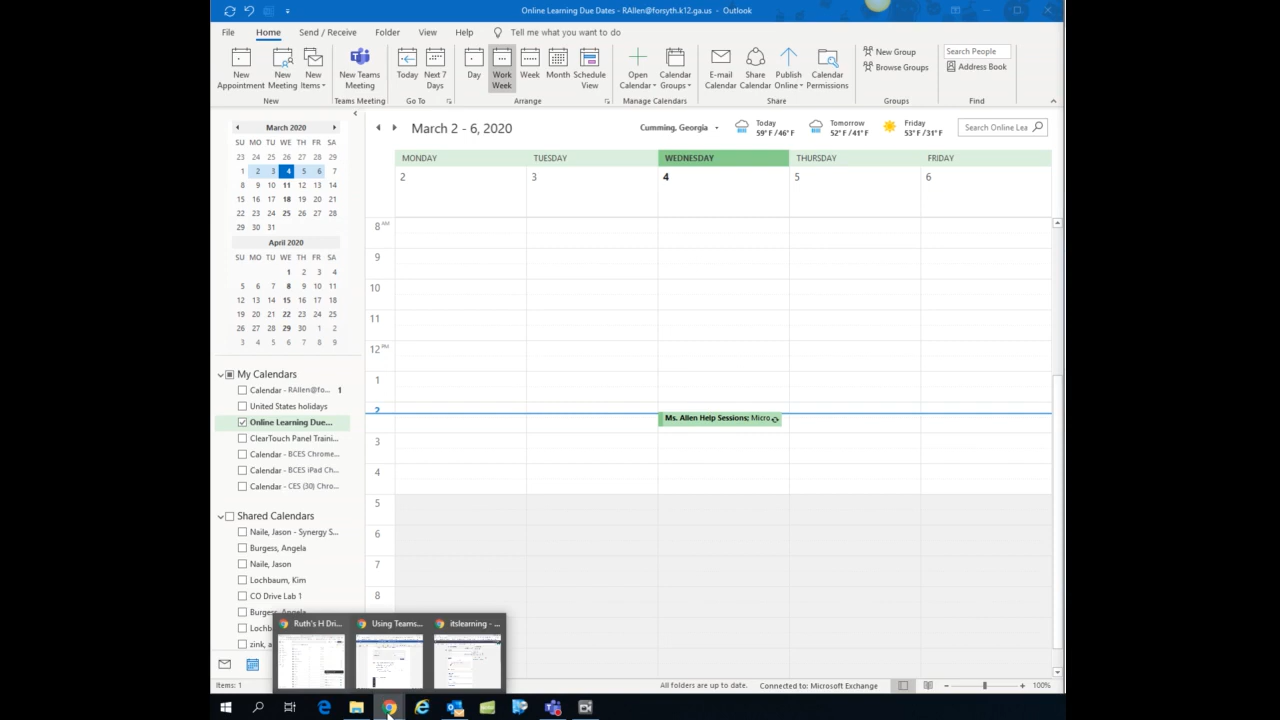 Online Learning Due Dates - RAllen@forsyth.k12.ga.us - Outlook
File Home Send / Receive Folder View Help Tell me what you want to do
New Appointment
New Meeting
New Items
New Teams Meeting
Today
Next 7 Days
Day
Work Week
Week
Month
Schedule View
Open Calendar
Calendar Groups
E-mail Calendar
Share Calendar
Publish Online
Calendar Permissions
New Group
Browse Groups
Search People
Address Book
New Teams Meeting Go To Arrange Manage Calendars Share Groups Find
March 2020
SU MO TU WE TH FR SA
23 24 25 26 27 28 29
1 2 3 4 5 6 7
8 9 10 11 12 13 14
15 16 17 18 19 20 21
22 23 24 25 26 27 28
29 30 31
April 2020
SU MO TU WE TH FR SA
1 2 3 4
5 6 7 8 9 10 11
12 13 14 15 16 17 18
19 20 21 22 23 24 25
26 27 28 29 30 1 2
3 4 5 6 7 8 9
My Calendars
Calendar - RAllen@fo... 1
United States holidays
Online Learning Due...
ClearTouch Panel Traini...
Calendar - BCES Chrome...
Calendar - BCES iPad Ch...
Calendar - CES (30) Chro...
Shared Calendars
Naile, Jason - Synergy S...
Burgess, Angela
Naile, Jason
Lochbaum, Kim
CO Drive Lab 1
Burgess, Angela
Lochb
zink, a
March 2 - 6, 2020
Cumming, Georgia
Today 59° F / 46° F
Tomorrow 52° F / 41° F
Friday 53° F / 31° F
Search Online Lea
MONDAY TUESDAY WEDNESDAY THURSDAY FRIDAY
2 3 4 5 6
8 AM
9
10
11
12 PM
1
2
Ms. Allen Help Sessions; Micro
3
4
5
6
7
8
Ruth's H Dri... Using Teams... itslearning - ...
Items: 1 All folders are up to date. Connected to: Microsoft Exchange 100%